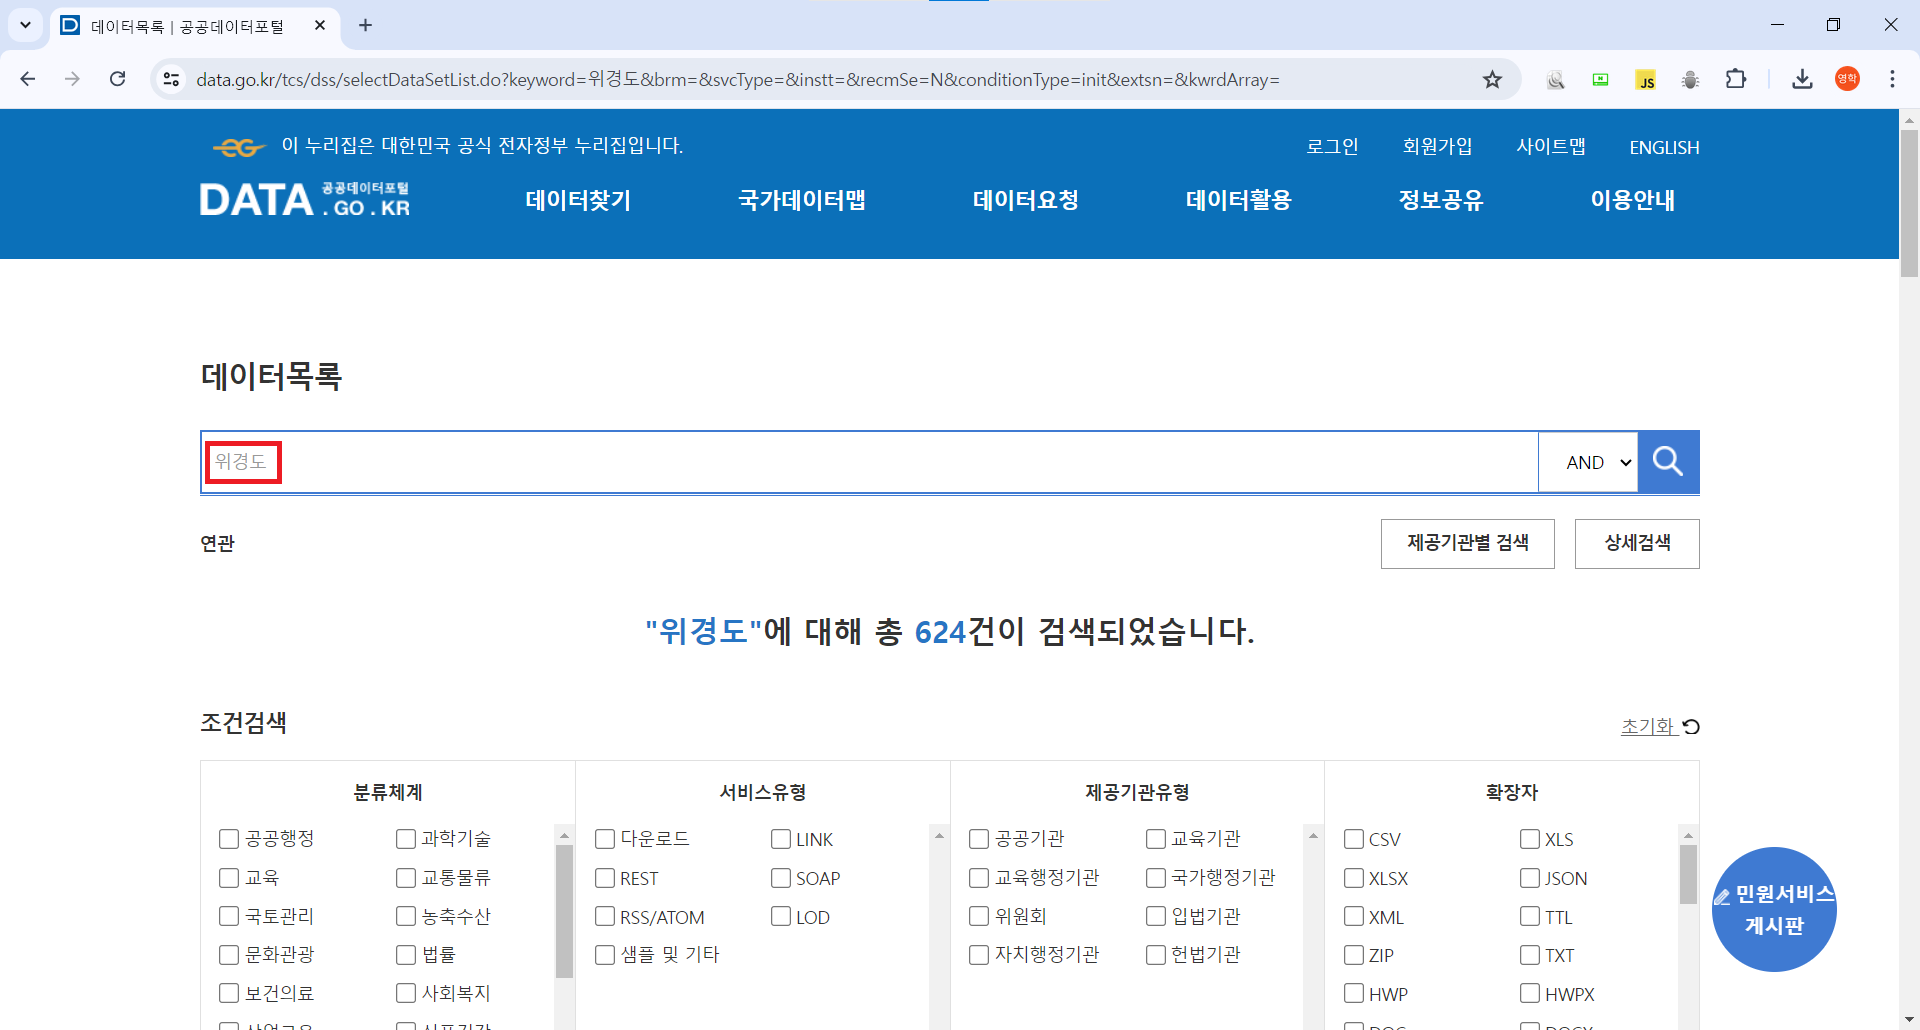 데이터목록 | 공공데이터포털
data.go.kr/tcs/dss/selectDataSetList.do?keyword=위경도&brm=&svcType=&instt=&recmSe=N&conditionType=init&extsn=&kwrdArray=
JS
영학
이 누리집은 대한민국 공식 전자정부 누리집입니다.
로그인 회원가입 사이트맵 ENGLISH
DATA 공공데이터포털 .GO.KR
데이터찾기 국가데이터맵 데이터요청 데이터활용 정보공유 이용안내
데이터목록
위경도
AND
연관
제공기관별 검색 상세검색
"위경도"에 대해 총 624건이 검색되었습니다.
조건검색
초기화
분류체계 서비스유형 제공기관유형 확장자
공공행정 과학기술 다운로드 LINK 공공기관 교육기관 CSV XLS
교육 교통물류 REST SOAP 교육행정기관 국가행정기관 XLSX JSON
국토관리 농축수산 RSS/ATOM LOD 위원회 입법기관 XML TTL
문화관광 법률 샘플 및 기타 자치행정기관 헌법기관 ZIP TXT
보건의료 사회복지 HWP HWPX
민원서비스
게시판